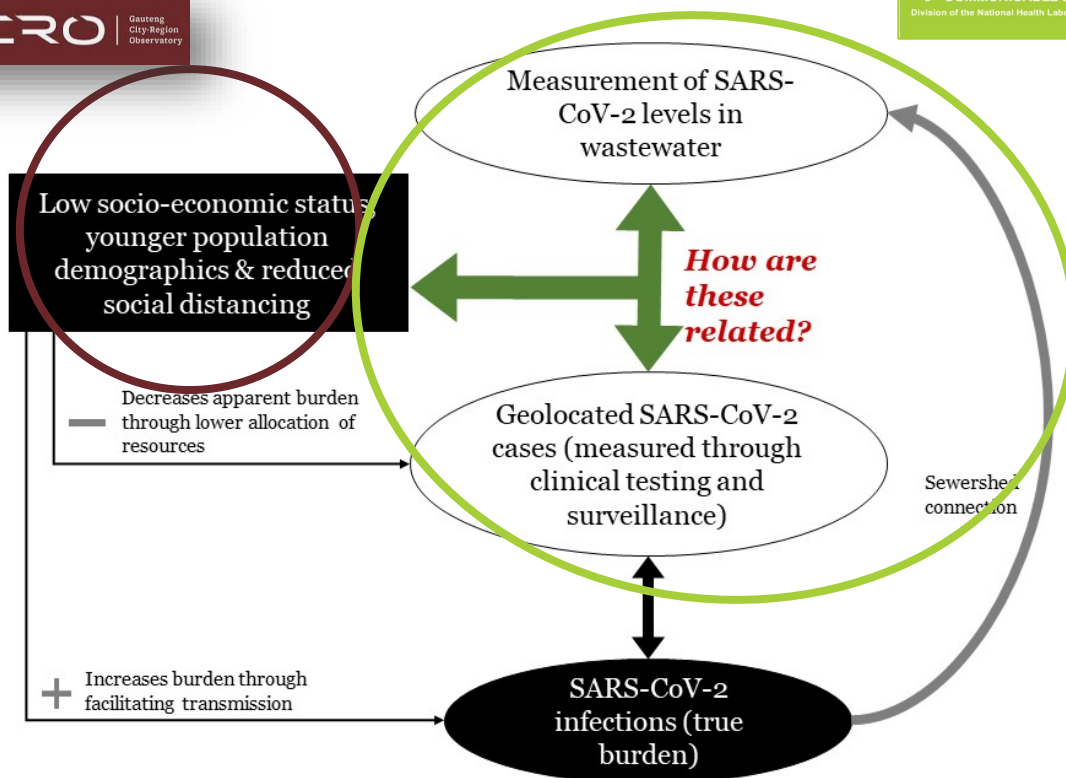 Gauteng
City-Region
Observatory
Division of the National Health
Measurement of SARS-
CoV-2 levels in
wastewater
Low socio-economic status,
younger population
demographics & reduced
social distancing
How are
these
related?
Decreases apparent burden
through lower allocation of
resources
Geolocated SARS-CoV-2
cases (measured through
clinical testing and
surveillance)
Sewershed
connection
Increases burden through
facilitating transmission
SARS-CoV-2
infections (true
burden)